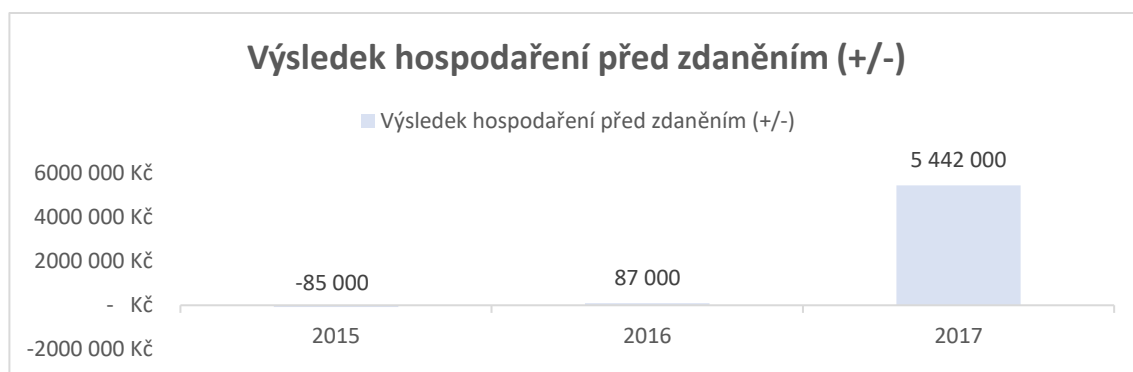 Výsledek hospodaření před zdaněním (+/-)
Výsledek hospodaření před zdaněním (+/-)
6000 000 Kč
4000 000 Kč
2000 000 Kč
- Kč
-2000 000 Kč
-85 000
87 000
5 442 000
2015
2016
2017